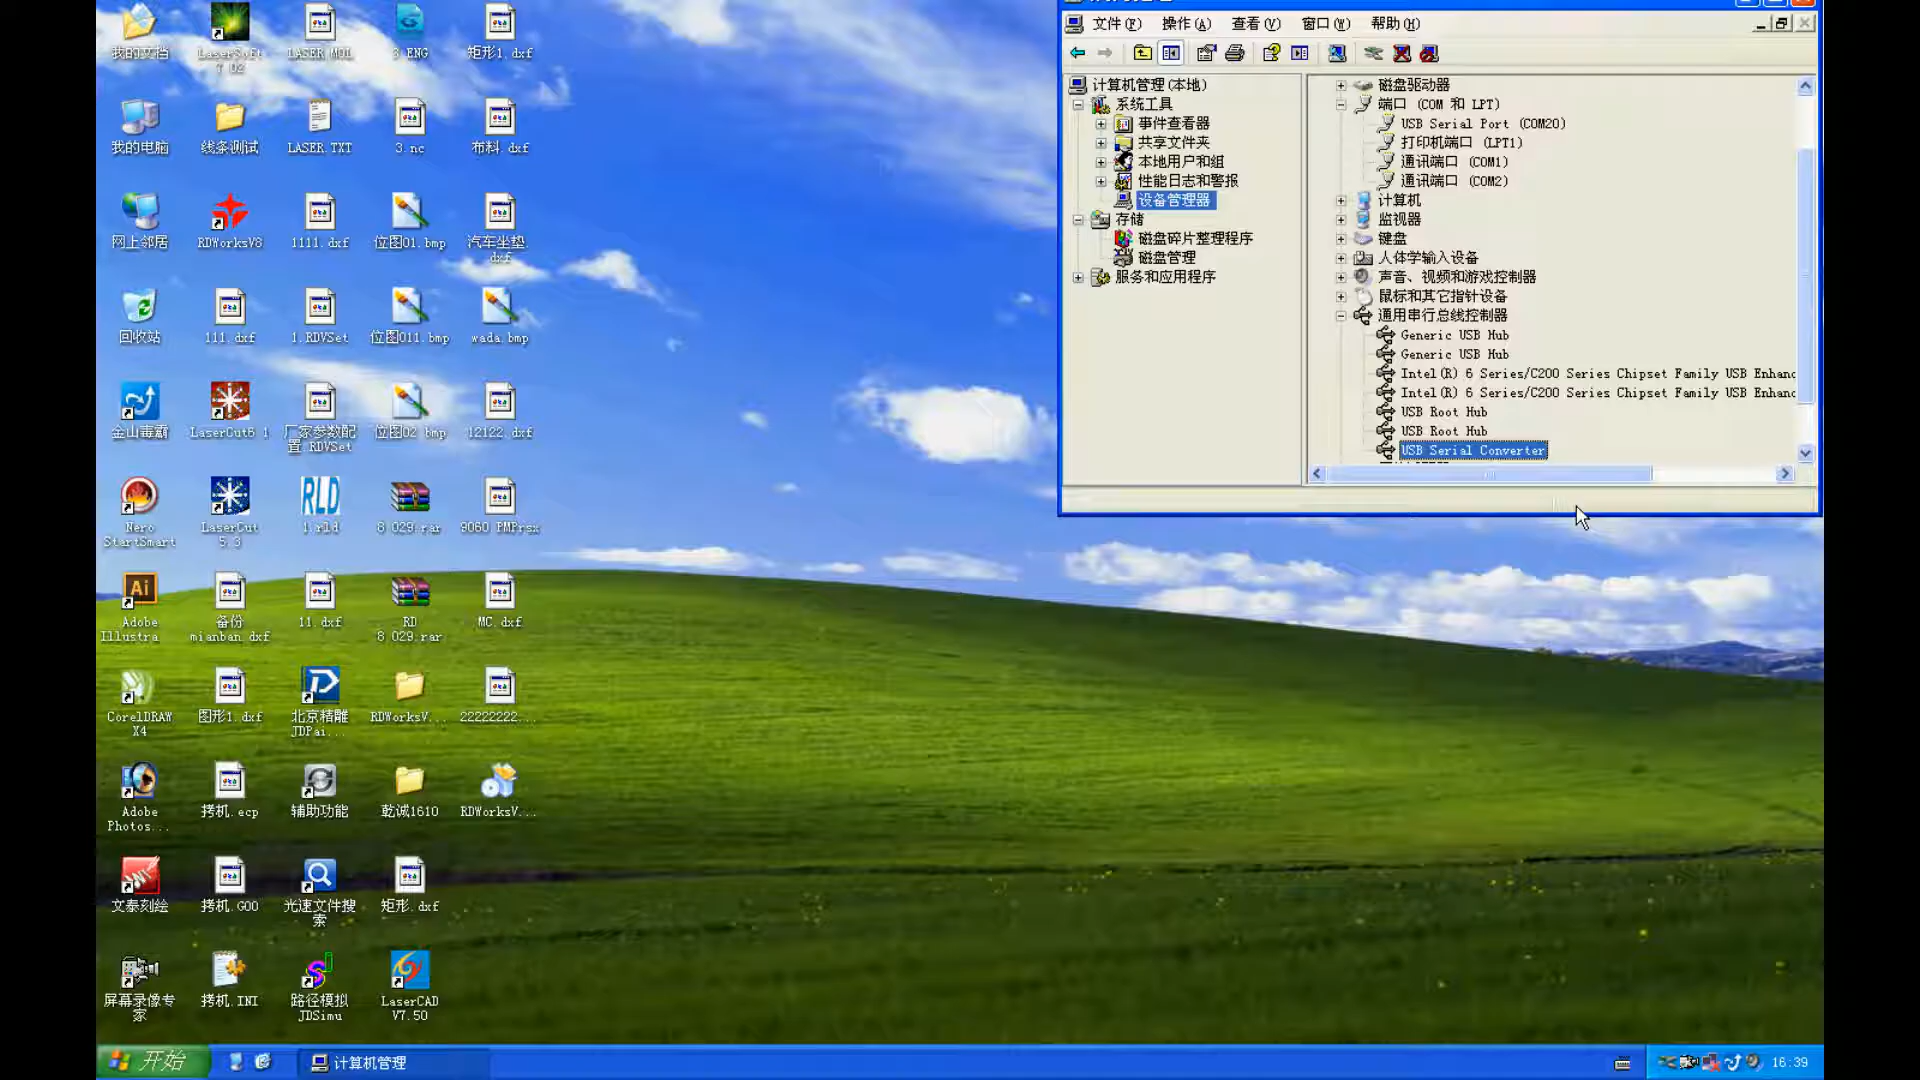 我的文档
LaserSoft
7.02
LASER.MOL
3.ENG
矩形1.dxf
我的电脑
线条测试
LASER.TXT
3.nc
布料.dxf
网上邻居
RDWorksV8
1111.dxf
位图01.bmp
汽车坐垫.
dxf
回收站
111.dxf
1.RDVSet
位图011.bmp
wada.bmp
金山毒霸
LaserCut6.1
厂家参数配
置.RDVSet
位图02.bmp
12122.dxf
Nero
StartSmart
LaserCut
5.3
RLD
1.rld
8.029.rar
9060.PMPrsx
Ai
Adobe
Illustra...
备份
mianban.dxf
11.dxf
RD
8.029.rar
MC.dxf
CorelDRAW
X4
图形1.dxf
北京精雕
JDPai...
RDWorksV...
22222222...
Adobe
Photos...
拷机.ecp
辅助功能
乾诚1610
RDWorksV...
文泰刻绘
拷机.G00
光速文件搜
索
矩形.dxf
屏幕录像专
家
拷机.INI
路径模拟
JDSimu
LaserCAD
V7.50
文件(F) 操作(A) 查看(V) 窗口(W) 帮助(H)
计算机管理(本地)
系统工具
事件查看器
共享文件夹
本地用户和组
性能日志和警报
设备管理器
存储
磁盘碎片整理程序
磁盘管理
服务和应用程序
磁盘驱动器
端口 (COM 和 LPT)
USB Serial Port (COM20)
打印机端口 (LPT1)
通讯端口 (COM1)
通讯端口 (COM2)
计算机
监视器
键盘
人体学输入设备
声音、视频和游戏控制器
鼠标和其它指针设备
通用串行总线控制器
Generic USB Hub
Generic USB Hub
Intel(R) 6 Series/C200 Series Chipset Family USB Enhanc
Intel(R) 6 Series/C200 Series Chipset Family USB Enhanc
USB Root Hub
USB Root Hub
USB Serial Converter
开始
计算机管理
16:39